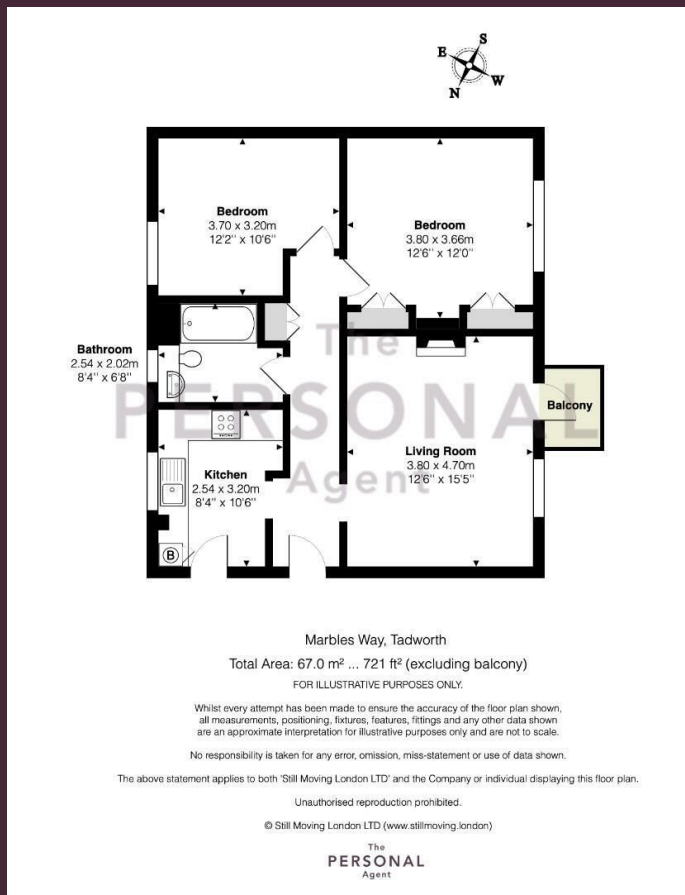 S
E
W
N
Bedroom
3.70 x 3.20m
12'2'' x 10'6''
Bedroom
3.80 x 3.66m
12'6'' x 12'0''
Bathroom
2.54 x 2.02m
8'4'' x 6'8''
The
PERSONAL
Agent
Balcony
Living Room
3.80 x 4.70m
12'6'' x 15'5''
Kitchen
2.54 x 3.20m
8'4'' x 10'6''
B
Marbles Way, Tadworth
Total Area: 67.0 m² ... 721 ft² (excluding balcony)
FOR ILLUSTRATIVE PURPOSES ONLY.
Whilst every attempt has been made to ensure the accuracy of the floor plan shown,
all measurements, positioning, fixtures, features, fittings and any other data shown
are an approximate interpretation for illustrative purposes only and are not to scale.
No responsibility is taken for any error, omission, miss-statement or use of data shown.
The above statement applies to both 'Still Moving London LTD' and the Company or individual displaying this floor plan.
Unauthorised reproduction prohibited.
© Still Moving London LTD (www.stillmoving.london)
The
PERSONAL
Agent